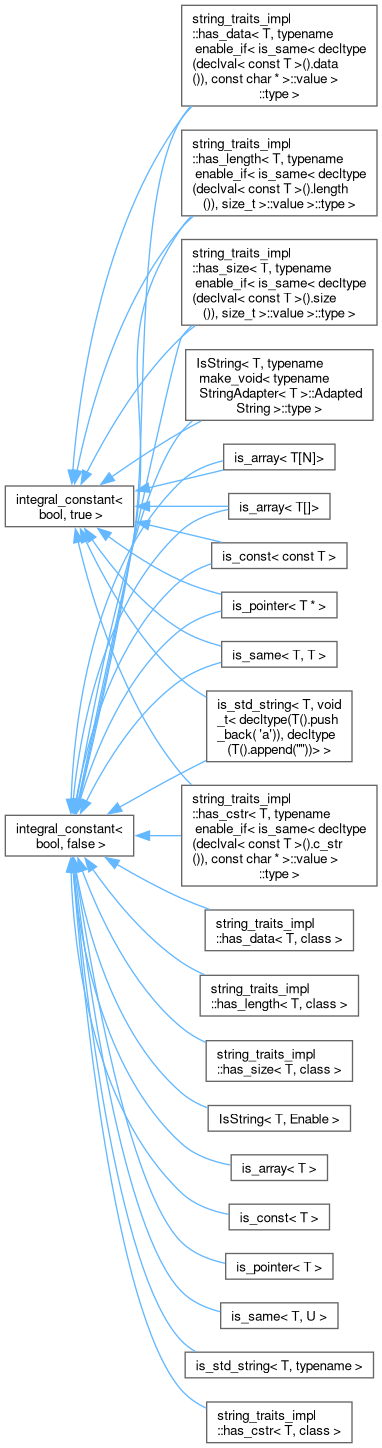 string_traits_impl
::has_data< T, typename
enable_if< is_same< decltype
(declval< const T >().data
()), const char * >::value >
::type >
string_traits_impl
::has_length< T, typename
enable_if< is_same< decltype
(declval< const T >().length
()), size_t >::value >::type >
string_traits_impl
::has_size< T, typename
enable_if< is_same< decltype
(declval< const T >().size
()), size_t >::value >::type >
IsString< T, typename
make_void< typename
StringAdapter< T >::Adapted
String >::type >
is_array< T[N]>
integral_constant<
bool, true >
is_array< T[]>
is_const< const T >
is_pointer< T * >
is_same< T, T >
is_std_string< T, void
_t< decltype(T().push
_back( 'a')), decltype
(T().append(""))> >
string_traits_impl
::has_cstr< T, typename
enable_if< is_same< decltype
(declval< const T >().c_str
()), const char * >::value >
::type >
integral_constant<
bool, false >
string_traits_impl
::has_data< T, class >
string_traits_impl
::has_length< T, class >
string_traits_impl
::has_size< T, class >
IsString< T, Enable >
is_array< T >
is_const< T >
is_pointer< T >
is_same< T, U >
is_std_string< T, typename >
string_traits_impl
::has_cstr< T, class >